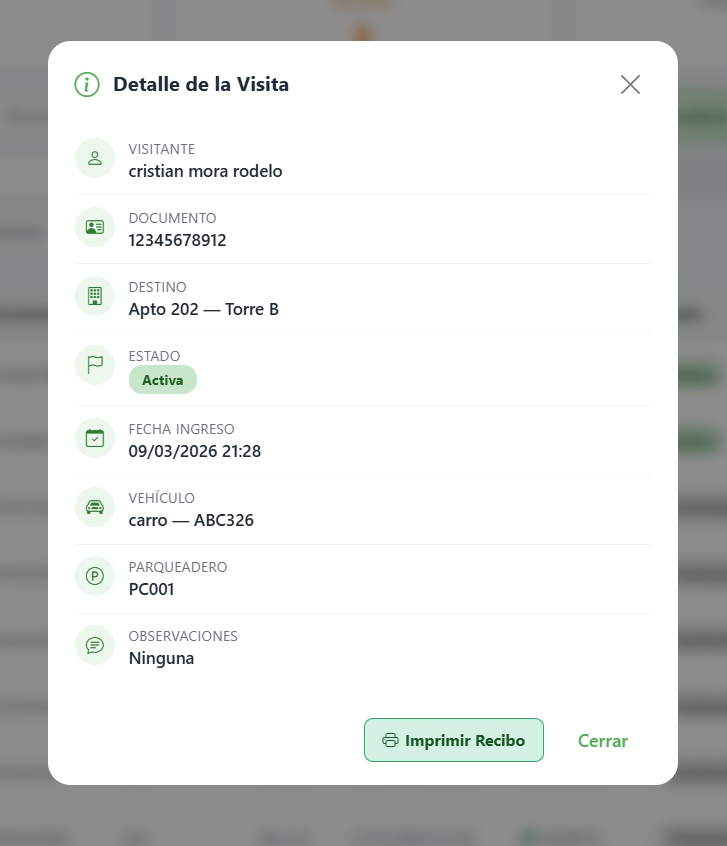 Detalle de la Visita
VISITANTE
cristian mora rodelo
DOCUMENTO
12345678912
DESTINO
Apto 202 — Torre B
ESTADO
Activa
FECHA INGRESO
09/03/2026 21:28
VEHÍCULO
carro — ABC326
PARQUEADERO
PC001
OBSERVACIONES
Ninguna
Imprimir Recibo
Cerrar